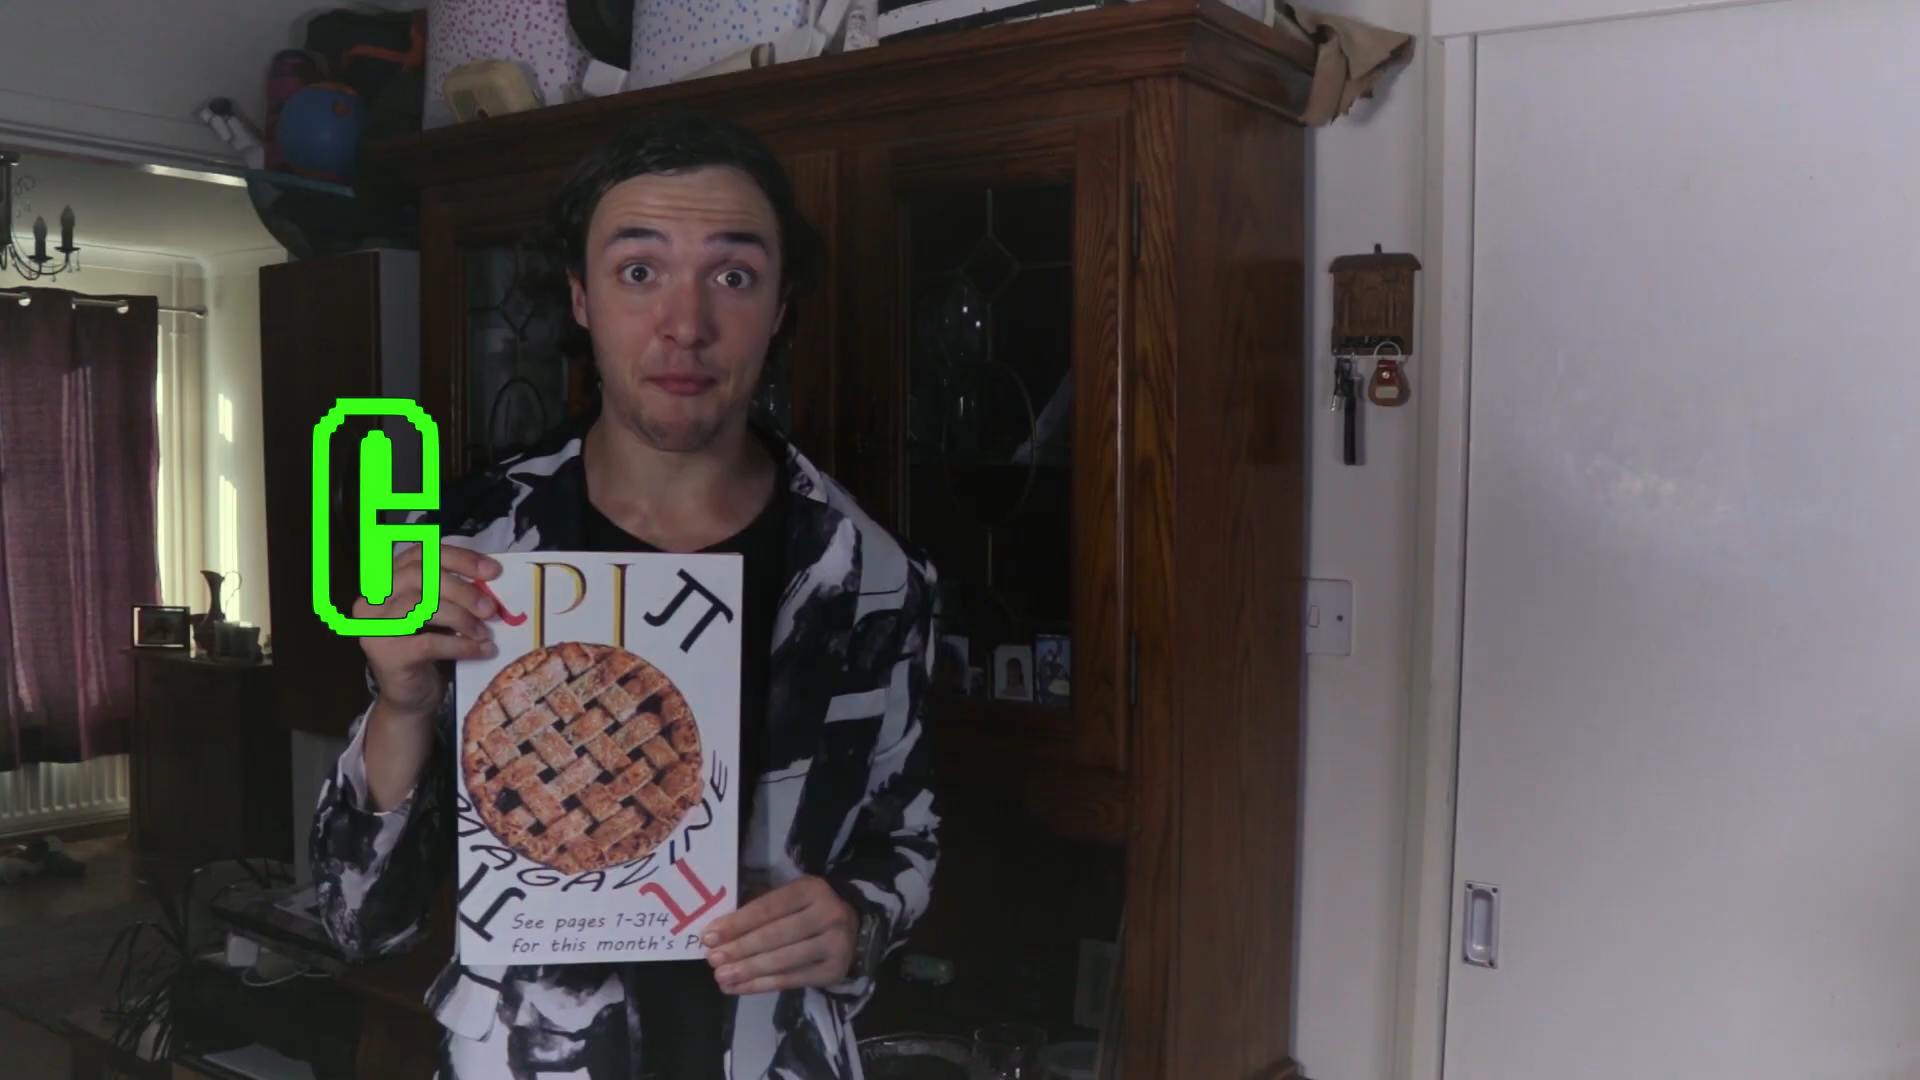 C
PI π
π
MAGAZINE
π π
See pages 1-314
for this month's